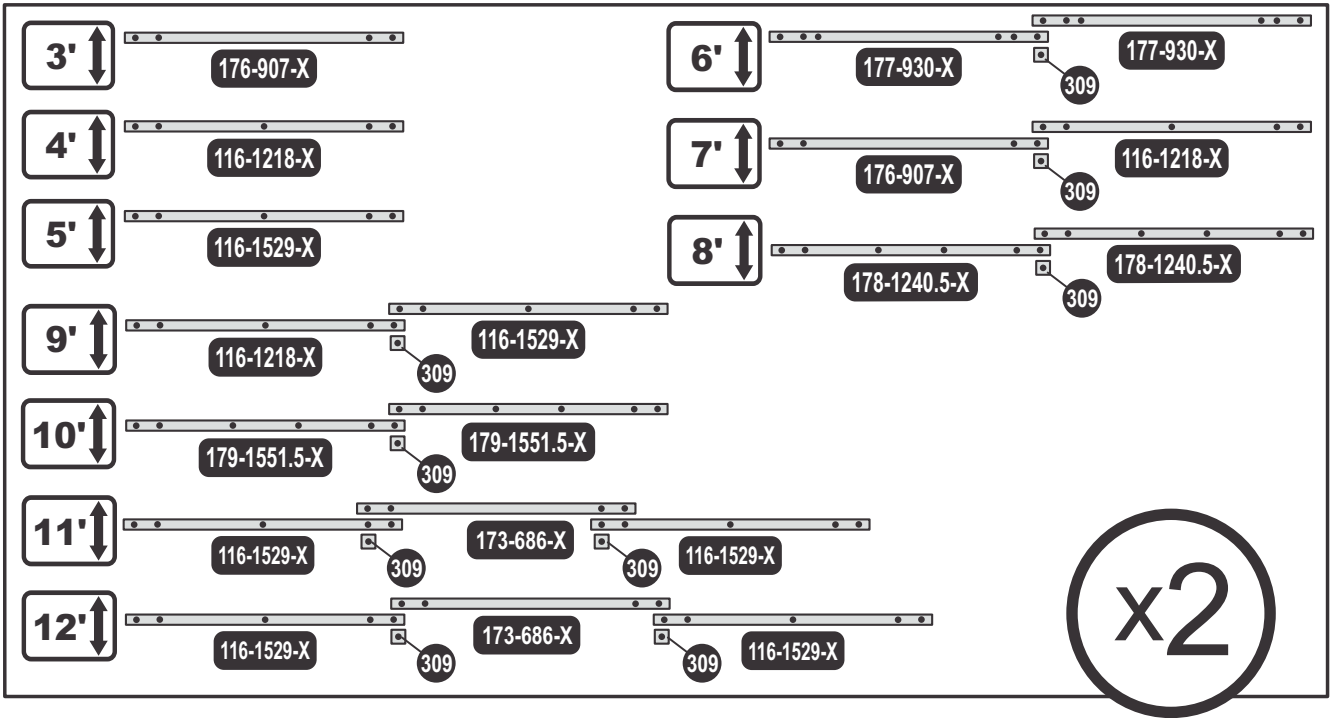 3'
176-907-X
4'
116-1218-X
5'
116-1529-X
6'
177-930-X
309
177-930-X
7'
176-907-X
309
116-1218-X
8'
178-1240.5-X
309
178-1240.5-X
9'
116-1218-X
309
116-1529-X
10'
179-1551.5-X
309
179-1551.5-X
11'
116-1529-X
309
173-686-X
309
116-1529-X
12'
116-1529-X
309
173-686-X
309
116-1529-X
x2